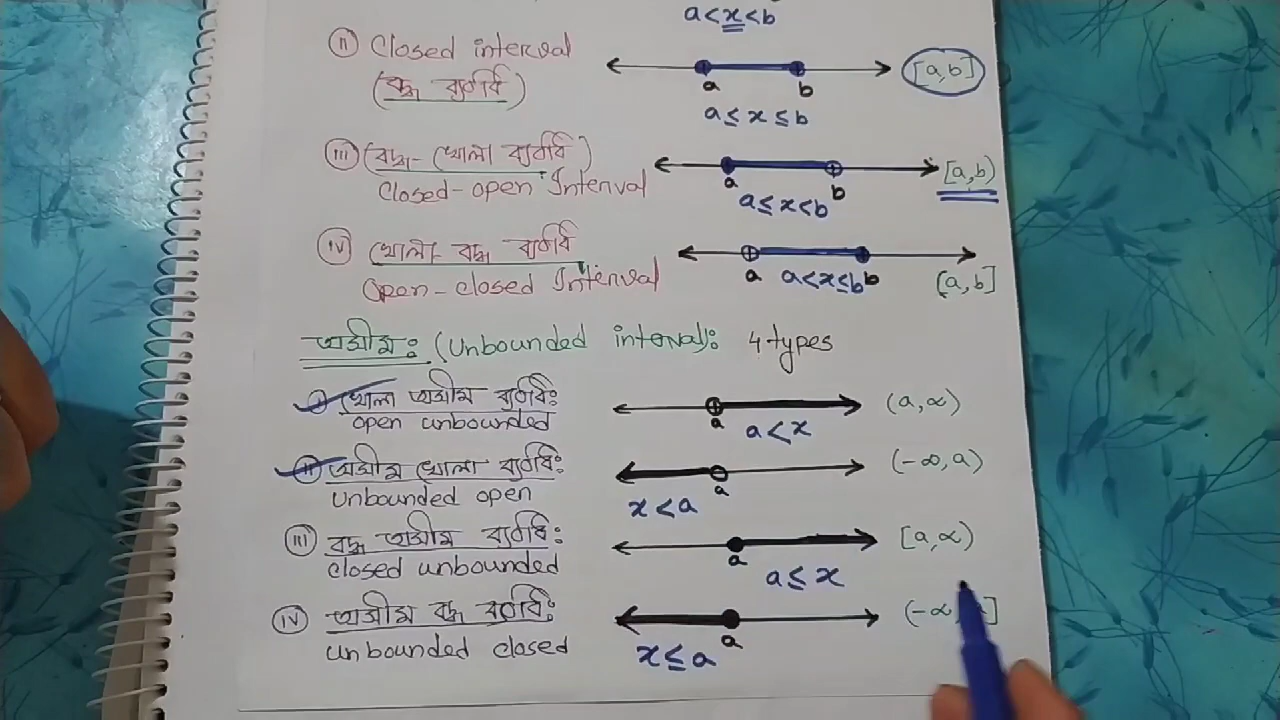 a<x<b
(ii) Closed interval
[a,b]
(বদ্ধ ব্যবধি)
a b
a≤x≤b
(iii) (বদ্ধ-খোলা ব্যবধি)
Closed-open Interval
a b
[a,b)
a≤x<b
(iv) খোলা-বদ্ধ ব্যবধি
Open-closed Interval
a a<x≤b b
(a,b]
অসীম: (Unbounded interval): 4 types
(i) খোলা অসীম ব্যবধি:
open unbounded
a
a<x
(a,∞)
(ii) অসীম খোলা ব্যবধি:
Unbounded open
a
x<a
(-∞,a)
(iii) বদ্ধ অসীম ব্যবধি:
closed unbounded
a
a≤x
[a,∞)
(iv) অসীম বদ্ধ ব্যবধি:
unbounded closed
a
x≤a
(-∞, ]